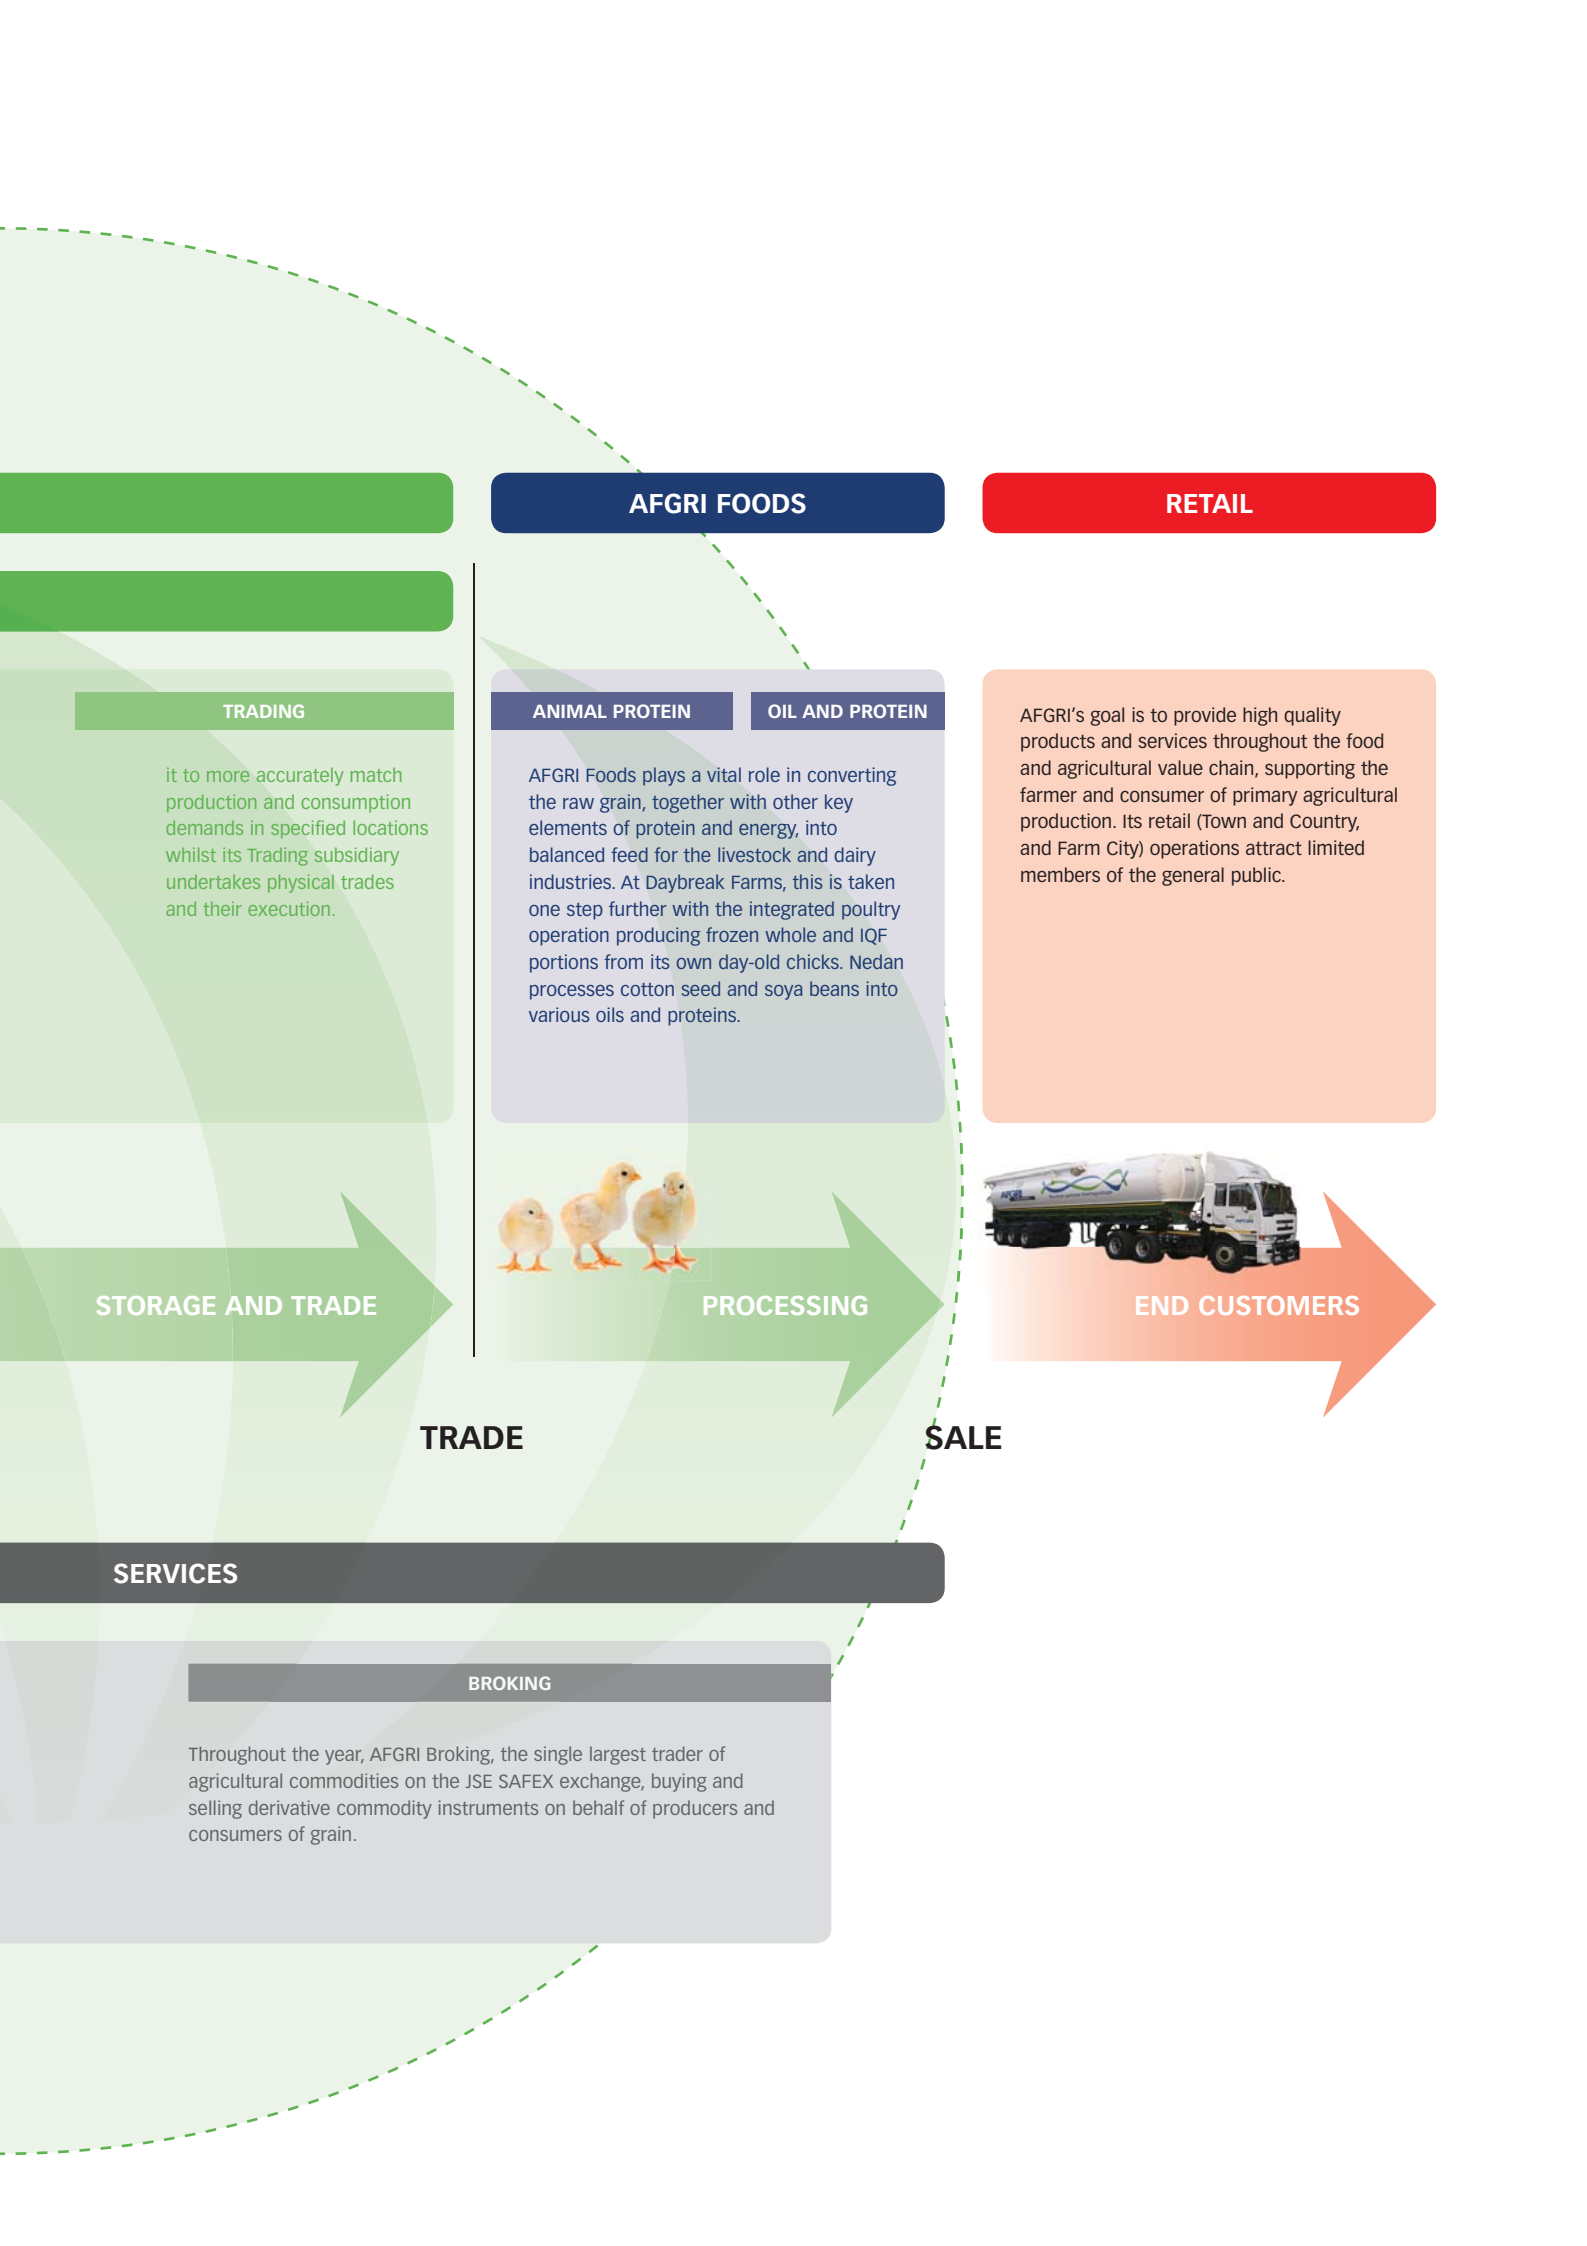 AFGRI FOODS
RETAIL
TRADING
it to more accurately match
production and consumption
demands in specified locations
whilst its Trading subsidiary
undertakes physical trades
and their execution.
ANIMAL PROTEIN
OIL AND PROTEIN
AFGRI Foods plays a vital role in converting
the raw grain, together with other key
elements of protein and energy, into
balanced feed for the livestock and dairy
industries. At Daybreak Farms, this is taken
one step further with the integrated poultry
operation producing frozen whole and IQF
portions from its own day-old chicks. Nedan
processes cotton seed and soya beans into
various oils and proteins.
AFGRI’s goal is to provide high quality
products and services throughout the food
and agricultural value chain, supporting the
farmer and consumer of primary agricultural
production. Its retail (Town and Country,
and Farm City) operations attract limited
members of the general public.
AFGRI
STORAGE AND TRADE
PROCESSING
END CUSTOMERS
TRADE
SALE
SERVICES
BROKING
Throughout the year, AFGRI Broking, the single largest trader of
agricultural commodities on the JSE SAFEX exchange, buying and
selling derivative commodity instruments on behalf of producers and
consumers of grain.